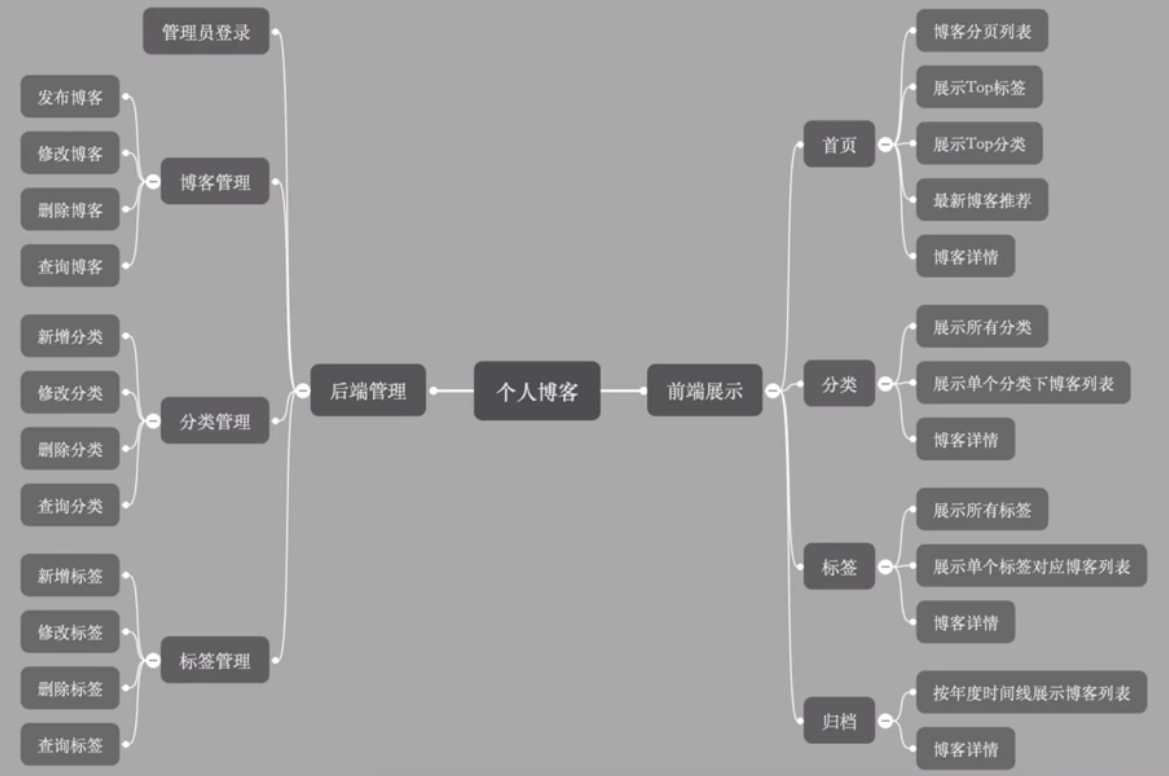 个人博客
后端管理
管理员登录
博客管理
发布博客
修改博客
删除博客
查询博客
分类管理
新增分类
修改分类
删除分类
查询分类
标签管理
新增标签
修改标签
删除标签
查询标签
前端展示
首页
博客分页列表
展示Top标签
展示Top分类
最新博客推荐
博客详情
分类
展示所有分类
展示单个分类下博客列表
博客详情
标签
展示所有标签
展示单个标签对应博客列表
博客详情
归档
按年度时间线展示博客列表
博客详情